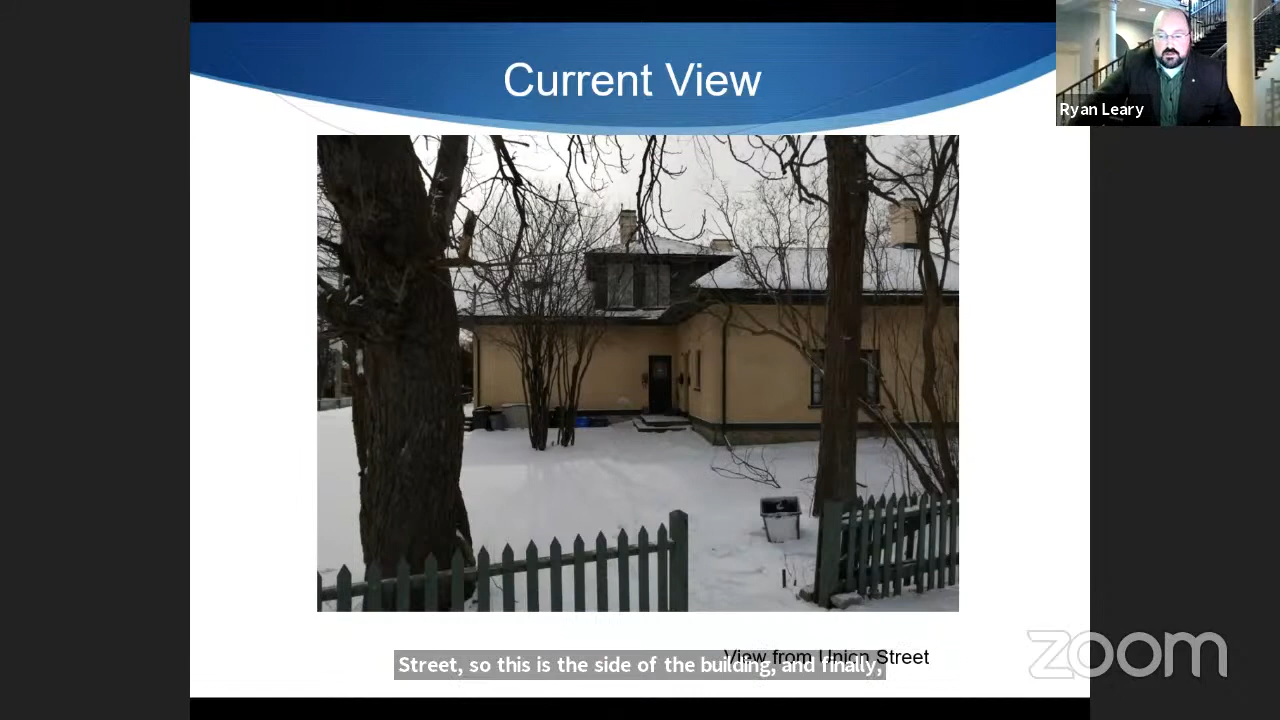 Current View
Ryan Leary
View from Union Street
Street, so this is the side of the building, and finally,
zoom